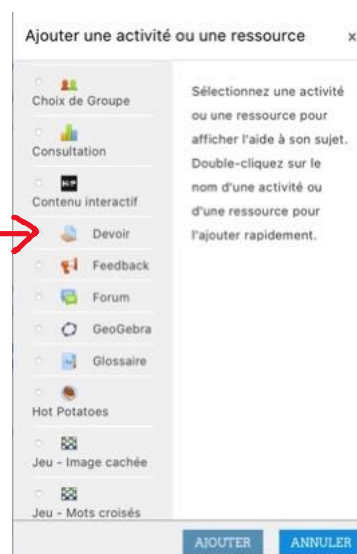 Ajouter une activité ou une ressource x
Choix de Groupe
Consultation
H-P
Contenu interactif
Devoir
Feedback
Forum
GeoGebra
Glossaire
Hot Potatoes
Jeu - Image cachée
Jeu - Mots croisés
Sélectionnez une activité
ou une ressource pour
afficher l'aide à son sujet.
Double-cliquez sur le
nom d'une activité ou
d'une ressource pour
l'ajouter rapidement.
AJOUTER ANNULER